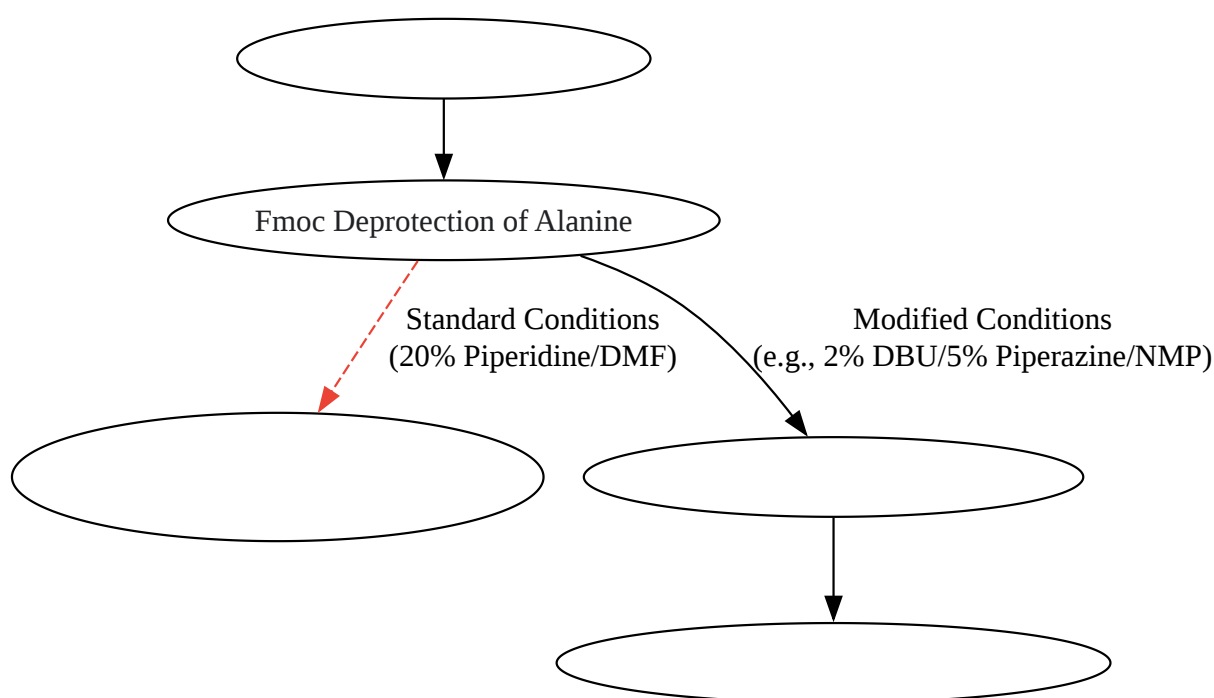 Fmoc Deprotection of Alanine
Standard Conditions
(20% Piperidine/DMF)
Modified Conditions
(e.g., 2% DBU/5% Piperazine/NMP)